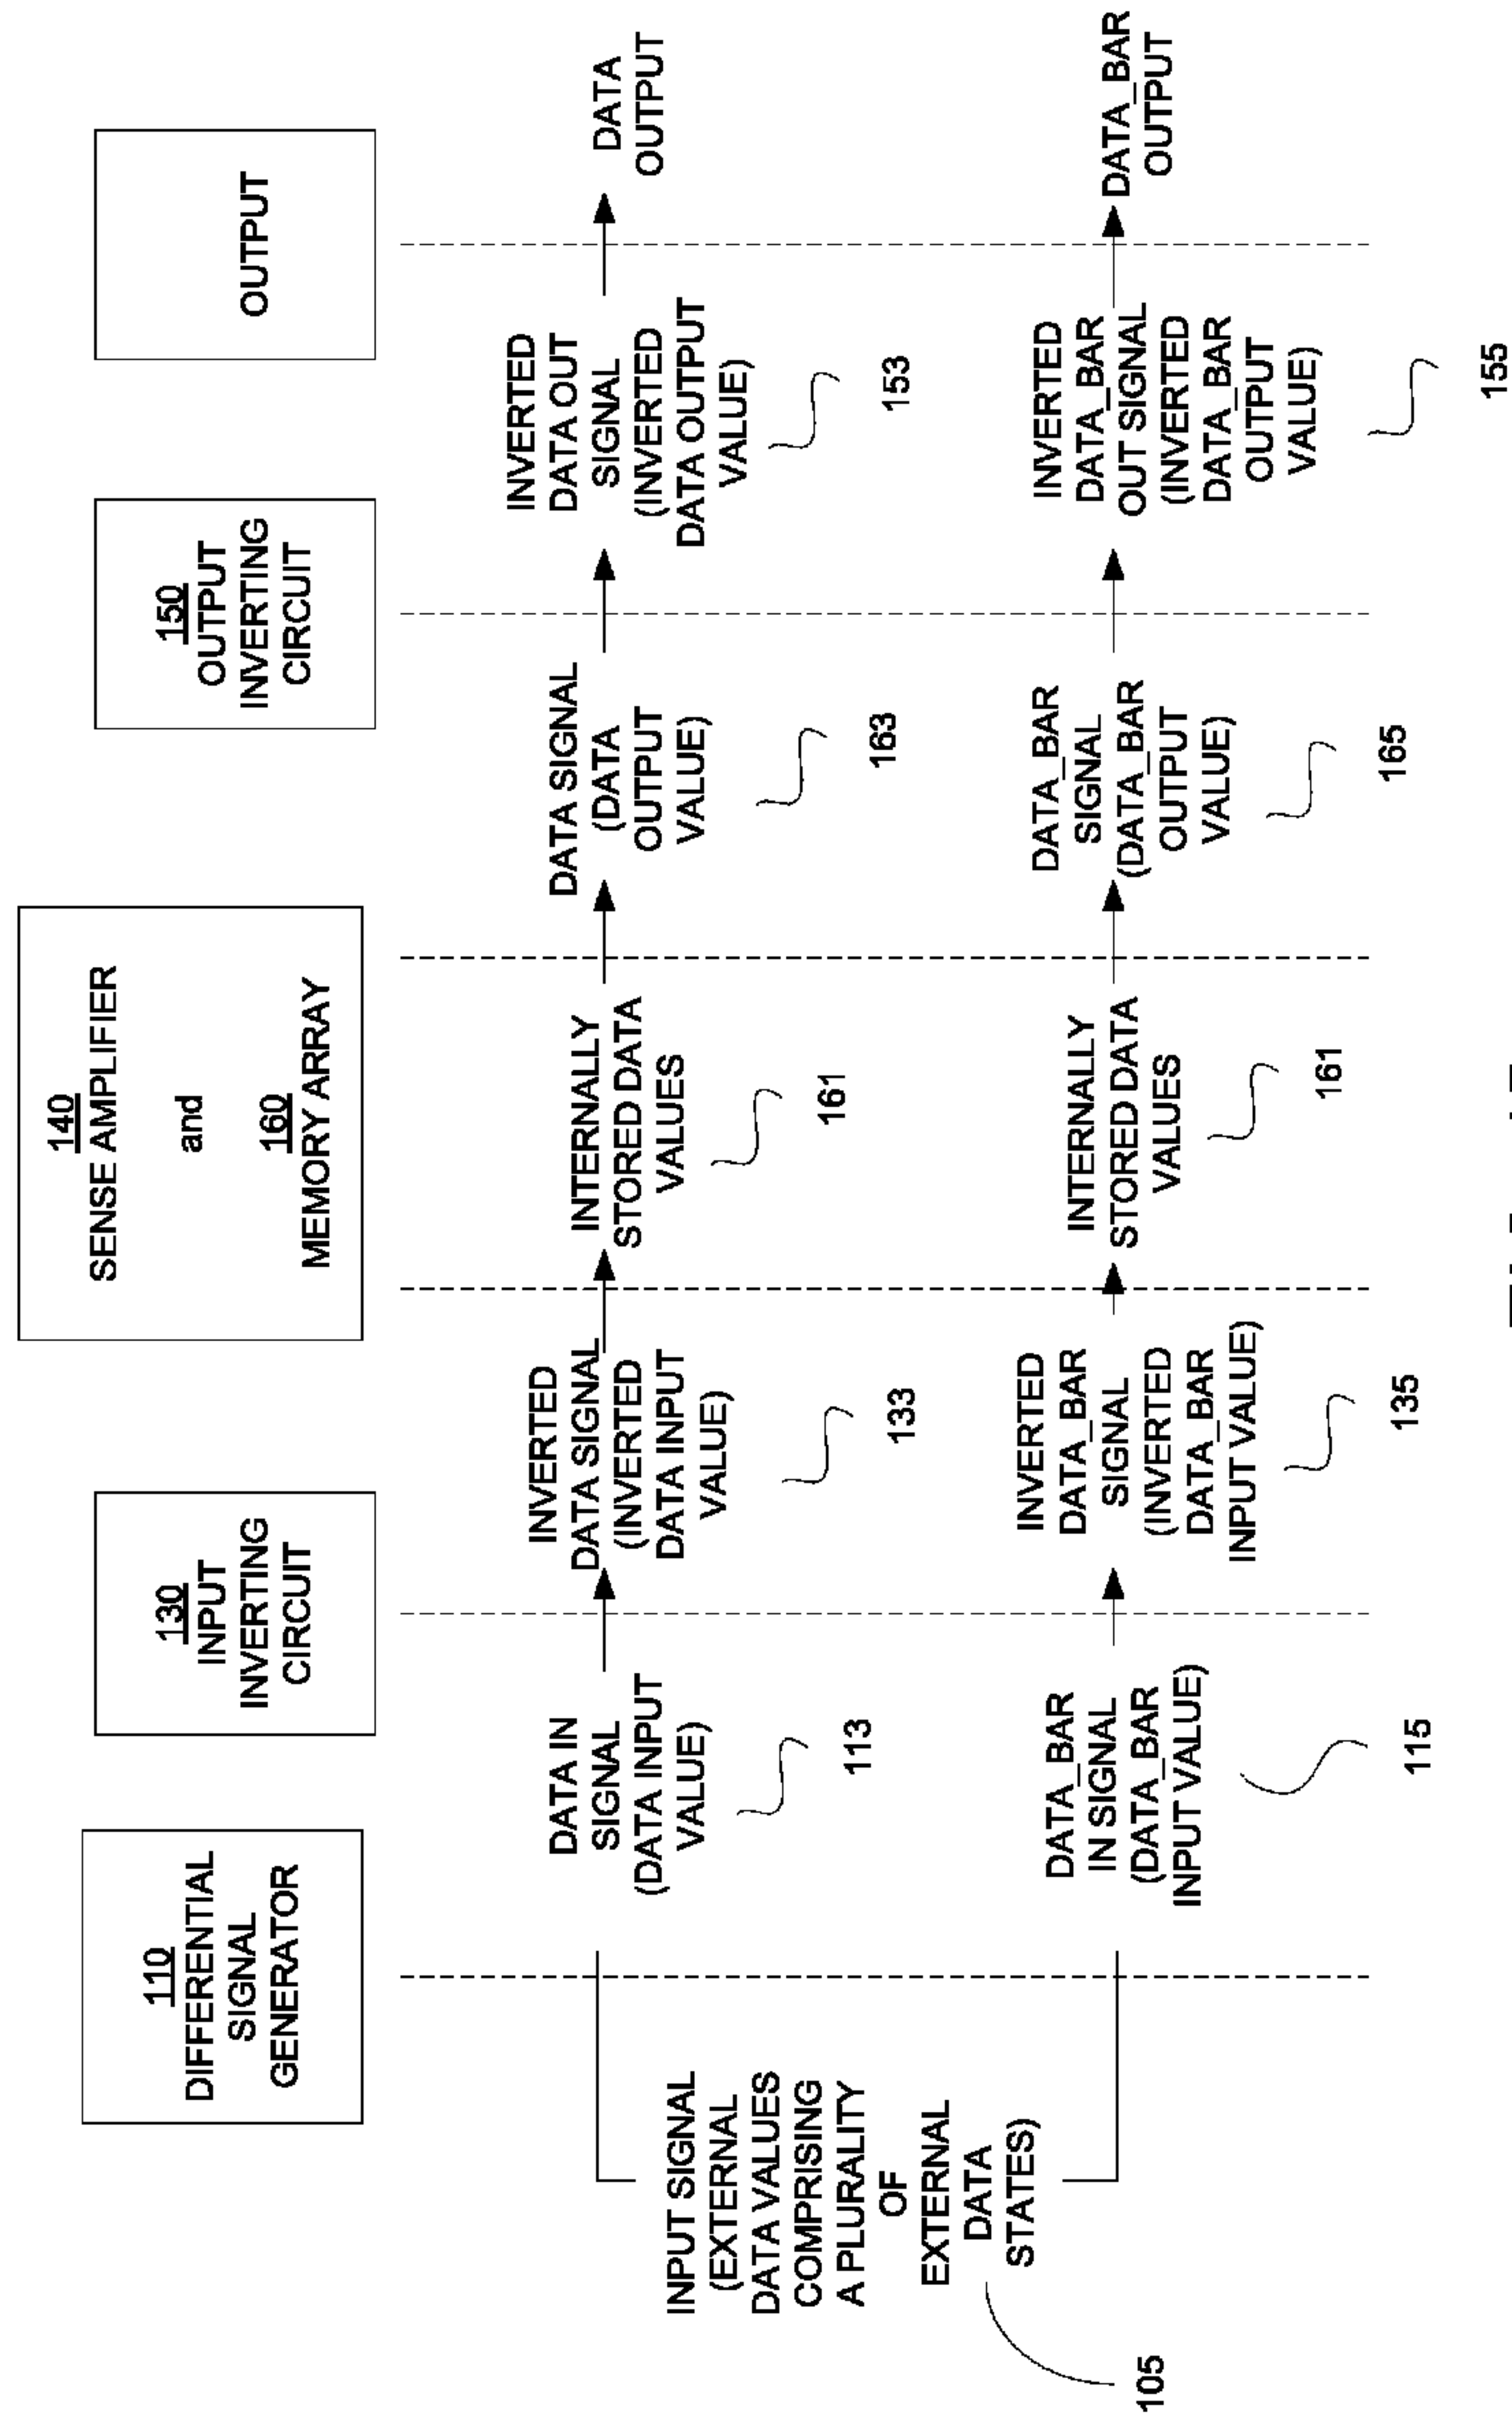 110
DIFFERENTIAL
SIGNAL
GENERATOR
130
INPUT
INVERTING
CIRCUIT
140
SENSE AMPLIFIER
and
160
MEMORY ARRAY
150
OUTPUT
INVERTING
CIRCUIT
OUTPUT
INPUT SIGNAL
(EXTERNAL
DATA VALUES
COMPRISING
A PLURALITY
OF
EXTERNAL
DATA
STATES)
105
DATA IN
SIGNAL
(DATA INPUT
VALUE)
113
INVERTED
DATA SIGNAL
(INVERTED
DATA INPUT
VALUE)
133
INTERNALLY
STORED DATA
VALUES
161
DATA SIGNAL
(DATA
OUTPUT
VALUE)
163
INVERTED
DATA OUT
SIGNAL
(INVERTED
DATA OUTPUT
VALUE)
153
DATA
OUTPUT
DATA_BAR
IN SIGNAL
(DATA_BAR
INPUT VALUE)
115
INVERTED
DATA_BAR
SIGNAL
(INVERTED
DATA_BAR
INPUT VALUE)
135
INTERNALLY
STORED DATA
VALUES
161
DATA_BAR
SIGNAL
(DATA_BAR
OUTPUT
VALUE)
165
INVERTED
DATA_BAR
OUT SIGNAL
(INVERTED
DATA_BAR
OUTPUT
VALUE)
155
DATA_BAR
OUTPUT